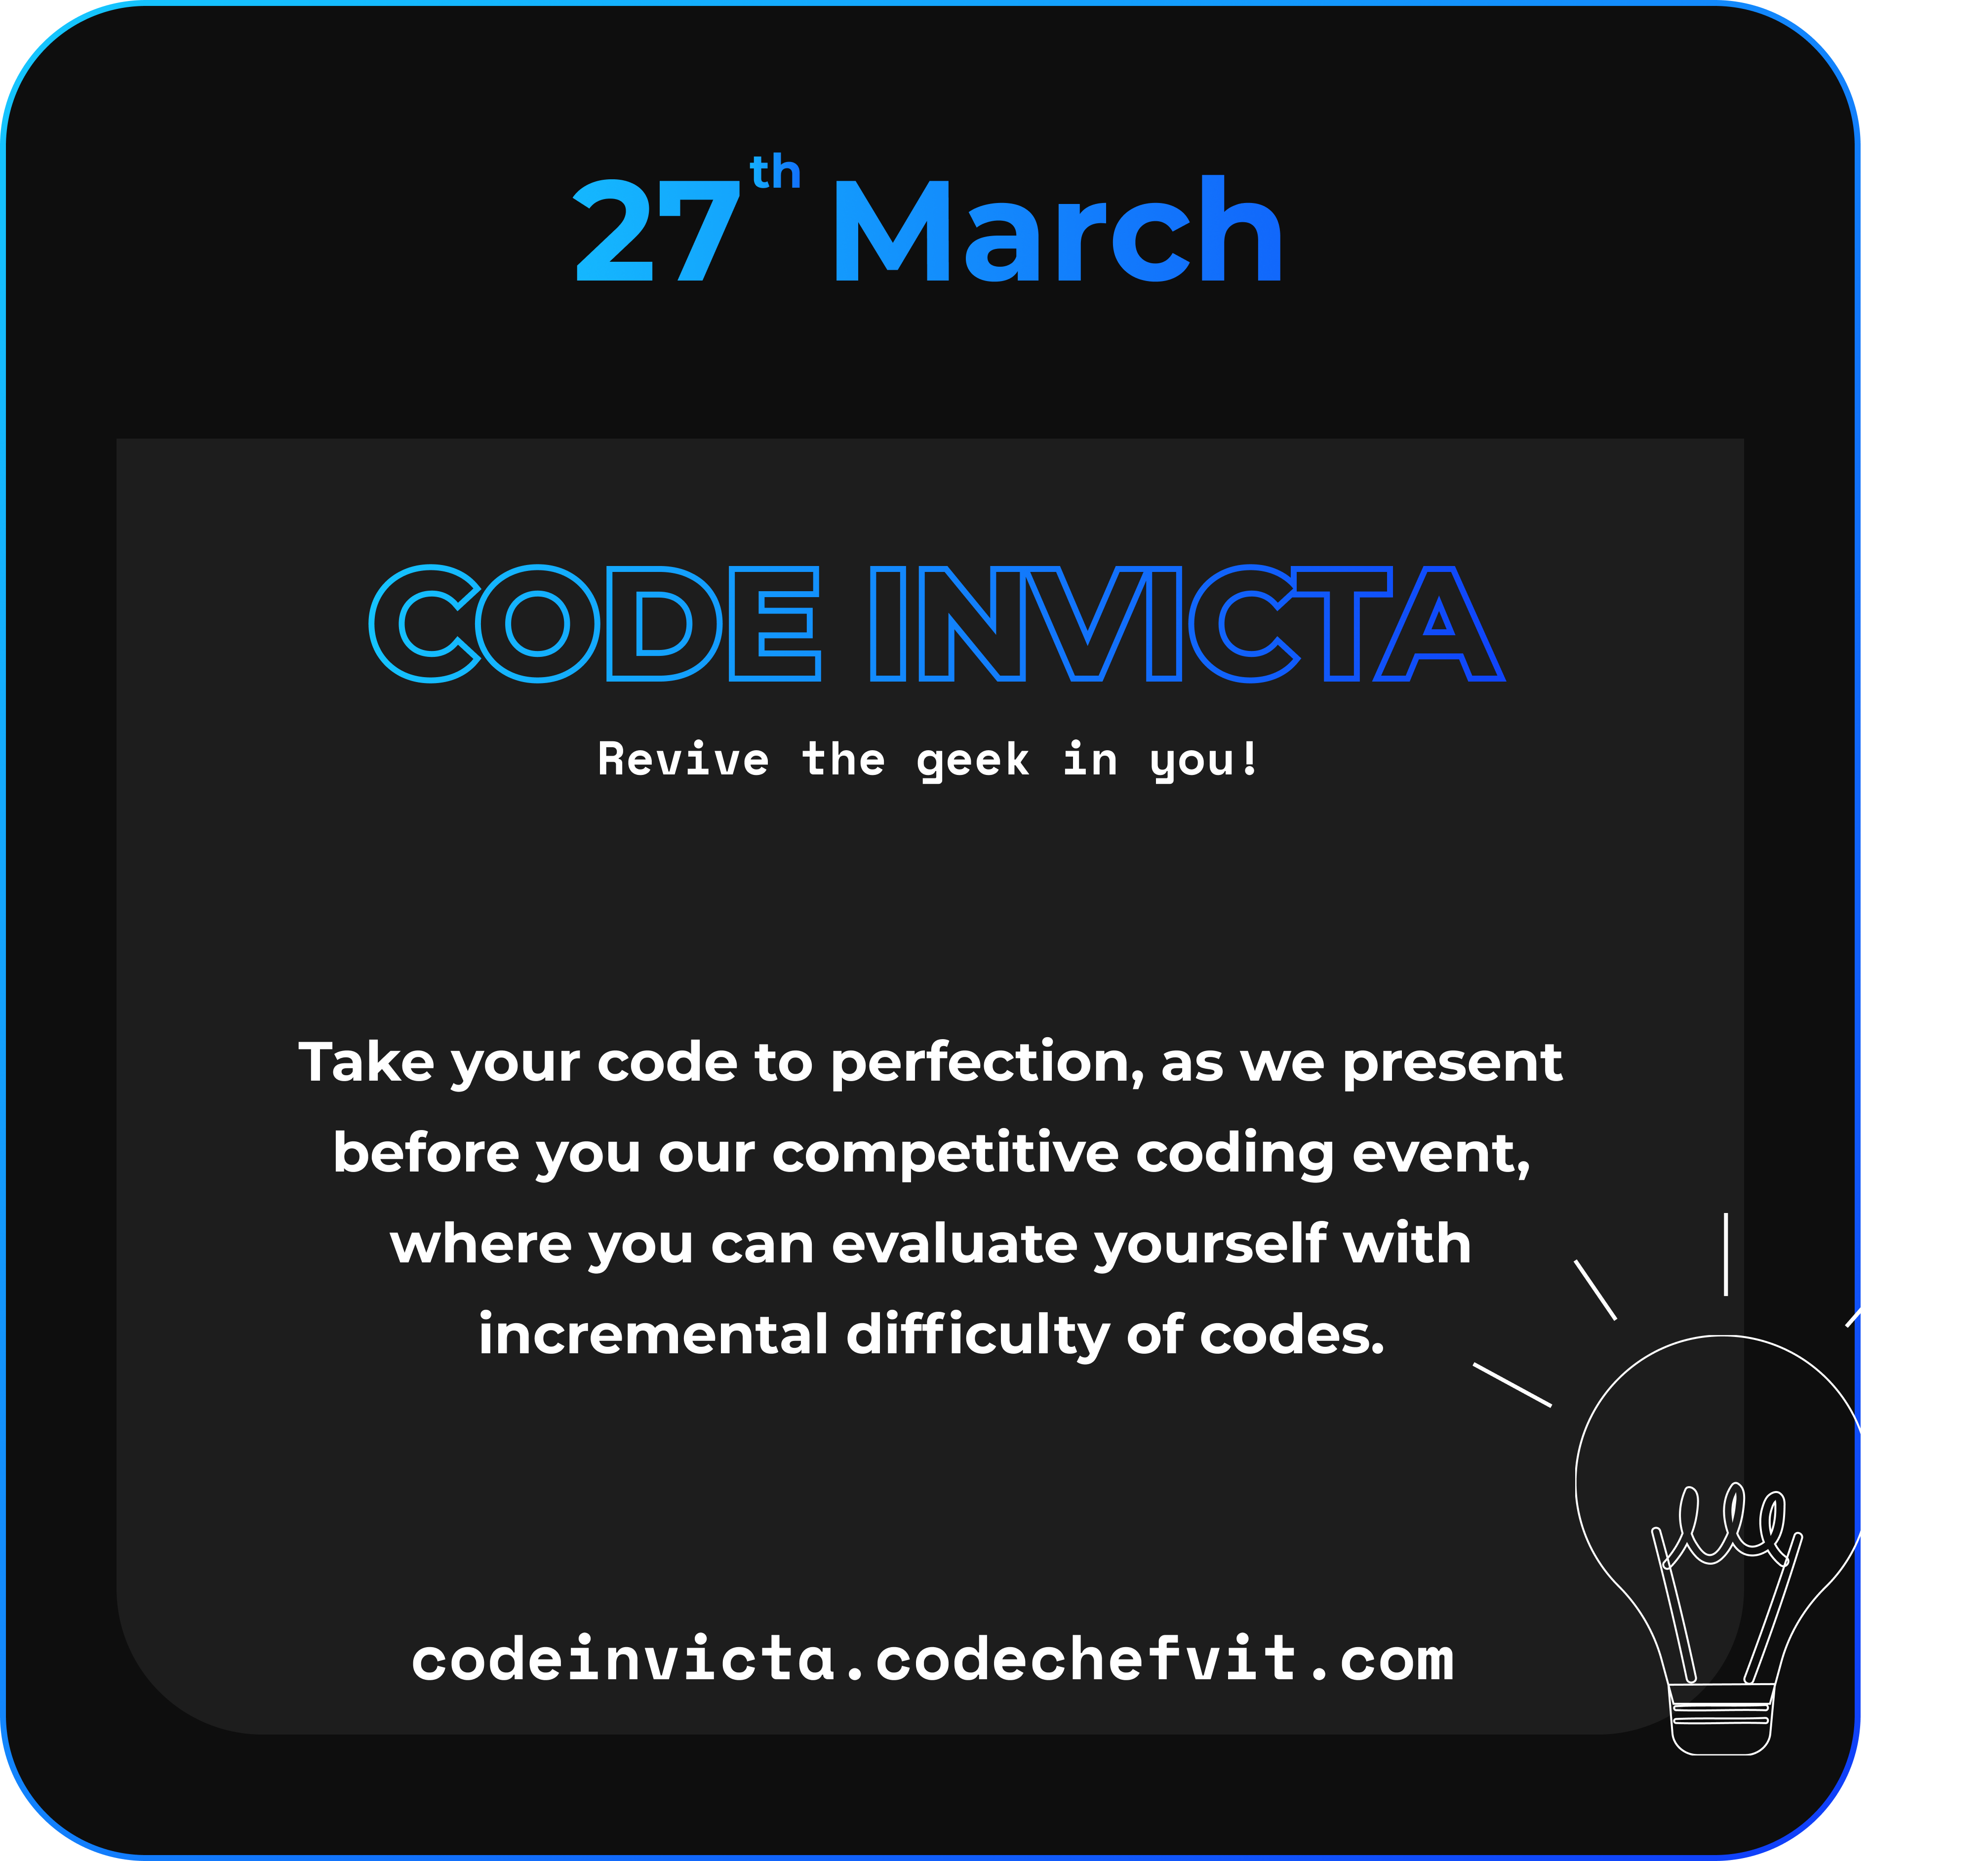 27th March
CODE INVICTA
Revive the geek in you!
Take your code to perfection, as we present
before you our competitive coding event,
where you can evaluate yourself with
incremental difficulty of codes.
codeinvicta.codechefvit.com